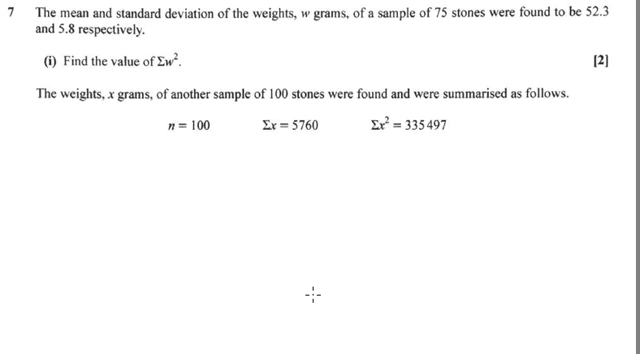 7 The mean and standard deviation of the weights, w grams, of a sample of 75 stones were found to be 52.3
and 5.8 respectively.
(i) Find the value of Σw². [2]
The weights, x grams, of another sample of 100 stones were found and were summarised as follows.
n = 100 Σx = 5760 Σx² = 335 497